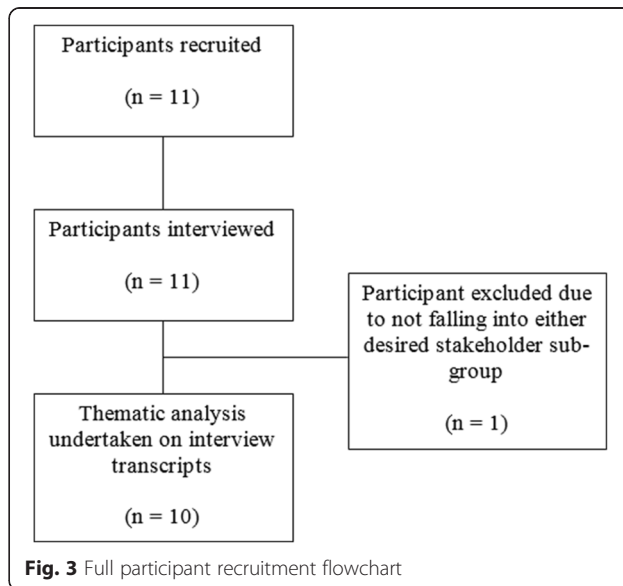 Participants recruited
(n = 11)
Participants interviewed
(n = 11)
Participant excluded due
to not falling into either
desired stakeholder sub-
group
(n = 1)
Thematic analysis
undertaken on interview
transcripts
(n = 10)
Fig. 3 Full participant recruitment flowchart